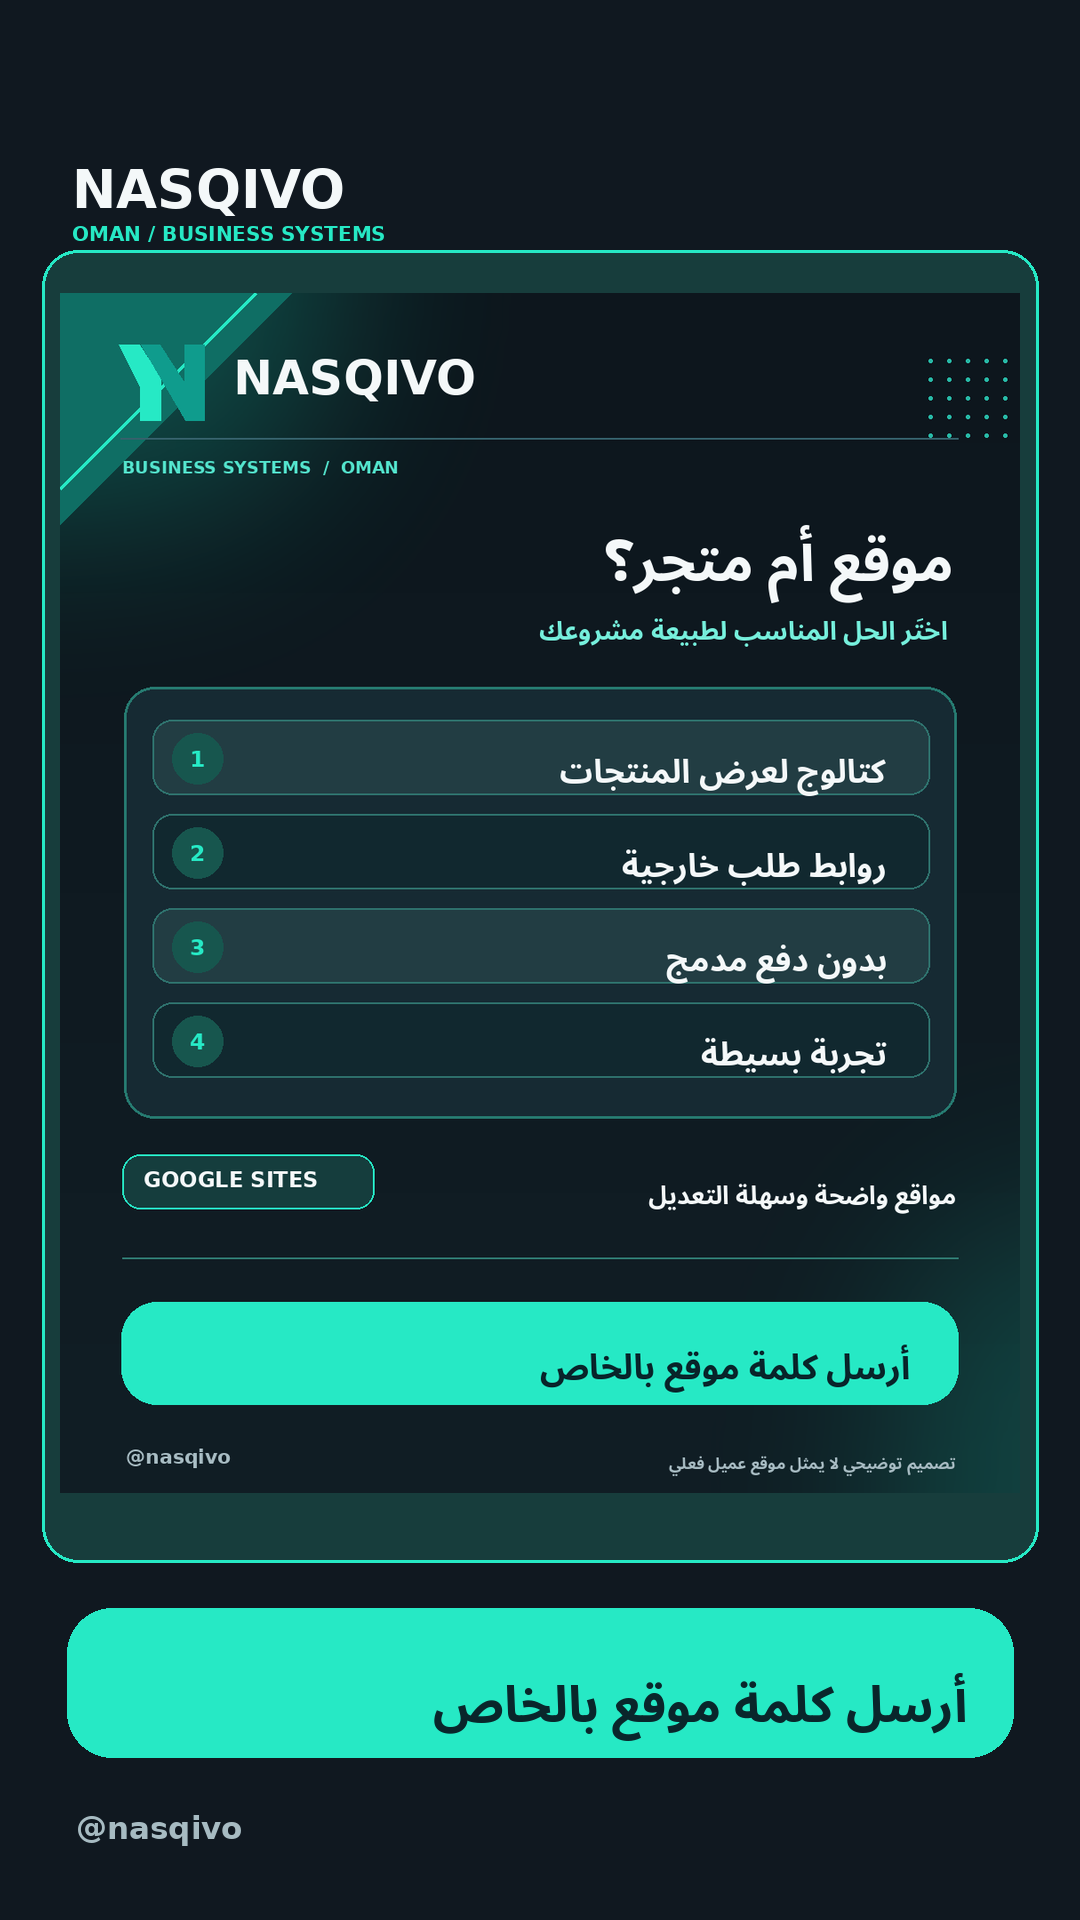 NASQIVO
OMAN / BUSINESS SYSTEMS
NASQIVO
BUSINESS SYSTEMS / OMAN
موقع أم متجر؟
اختَر الحل المناسب لطبيعة مشروعك
1 كتالوج لعرض المنتجات
2 روابط طلب خارجية
3 بدون دفع مدمج
4 تجربة بسيطة
GOOGLE SITES
مواقع واضحة وسهلة التعديل
أرسل كلمة موقع بالخاص
@nasqivo
تصميم توضيحي لا يمثل موقع عميل فعلي
أرسل كلمة موقع بالخاص
@nasqivo